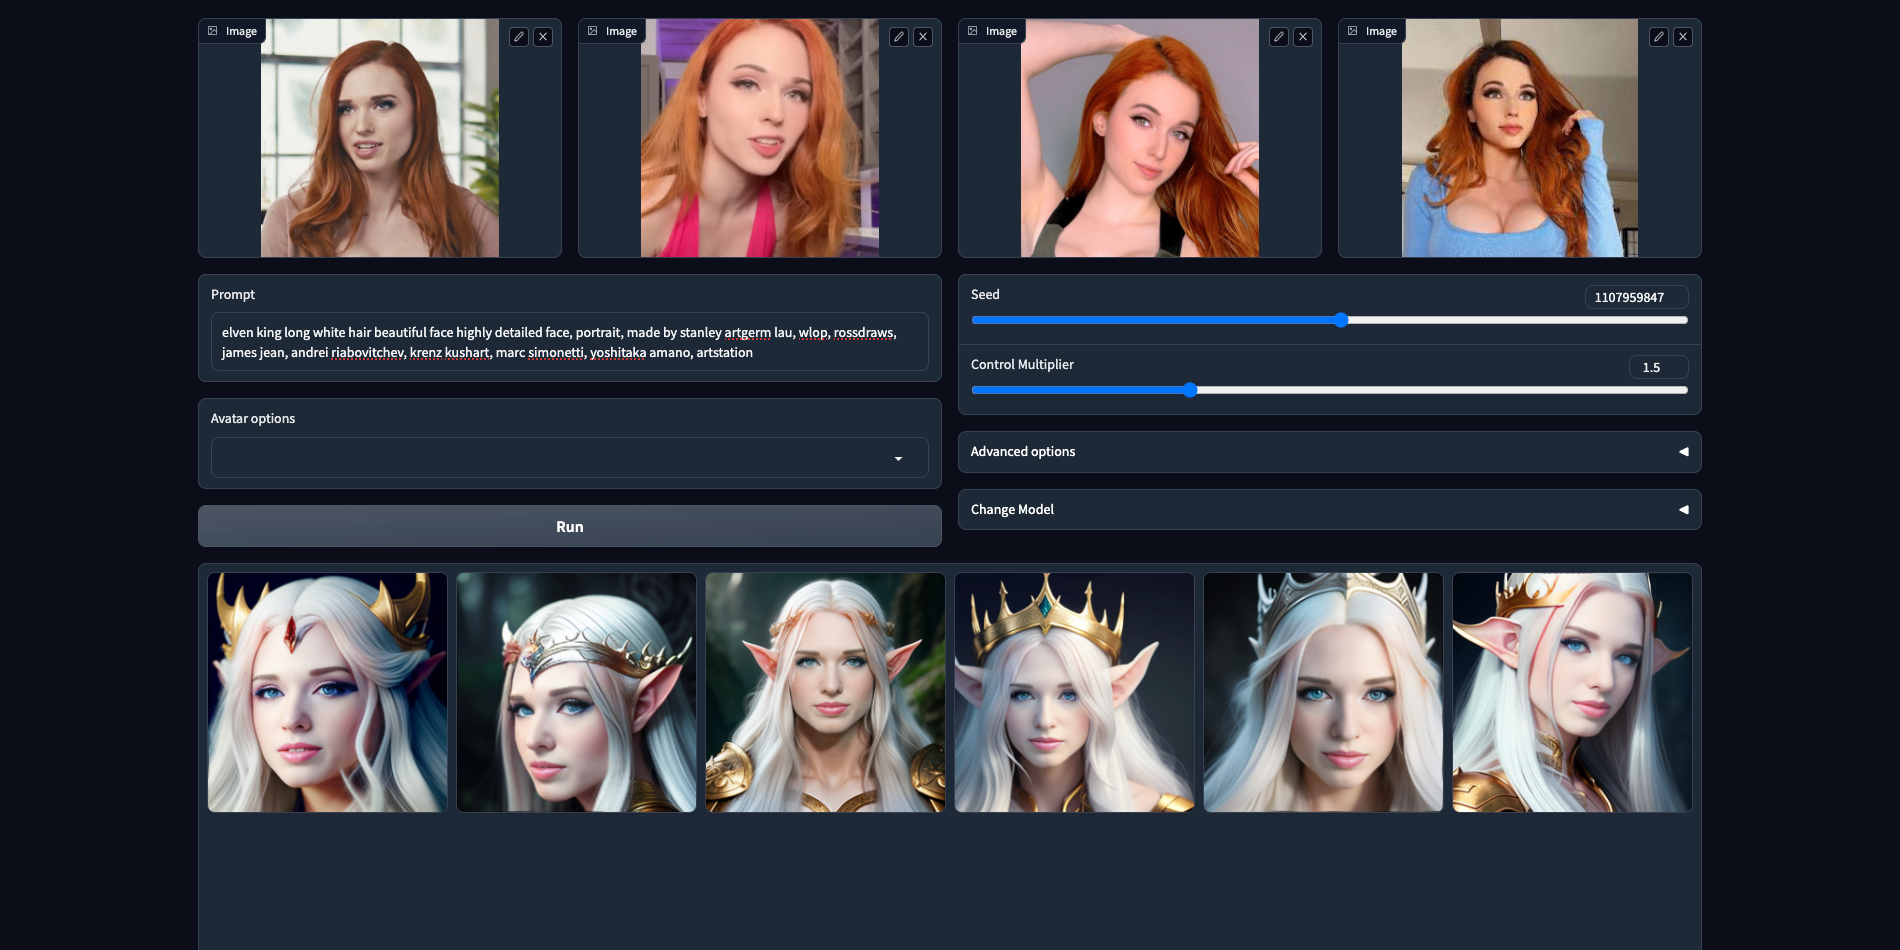 Image
Image
Image
Image
Prompt
elven king long white hair beautiful face highly detailed face, portrait, made by stanley artgerm lau, wlop, rossdraws,
james jean, andrei riabovitchev, krenz kushart, marc simonetti, yoshitaka amano, artstation
Seed
1107959847
Control Multiplier
1.5
Avatar options
Advanced options
Change Model
Run